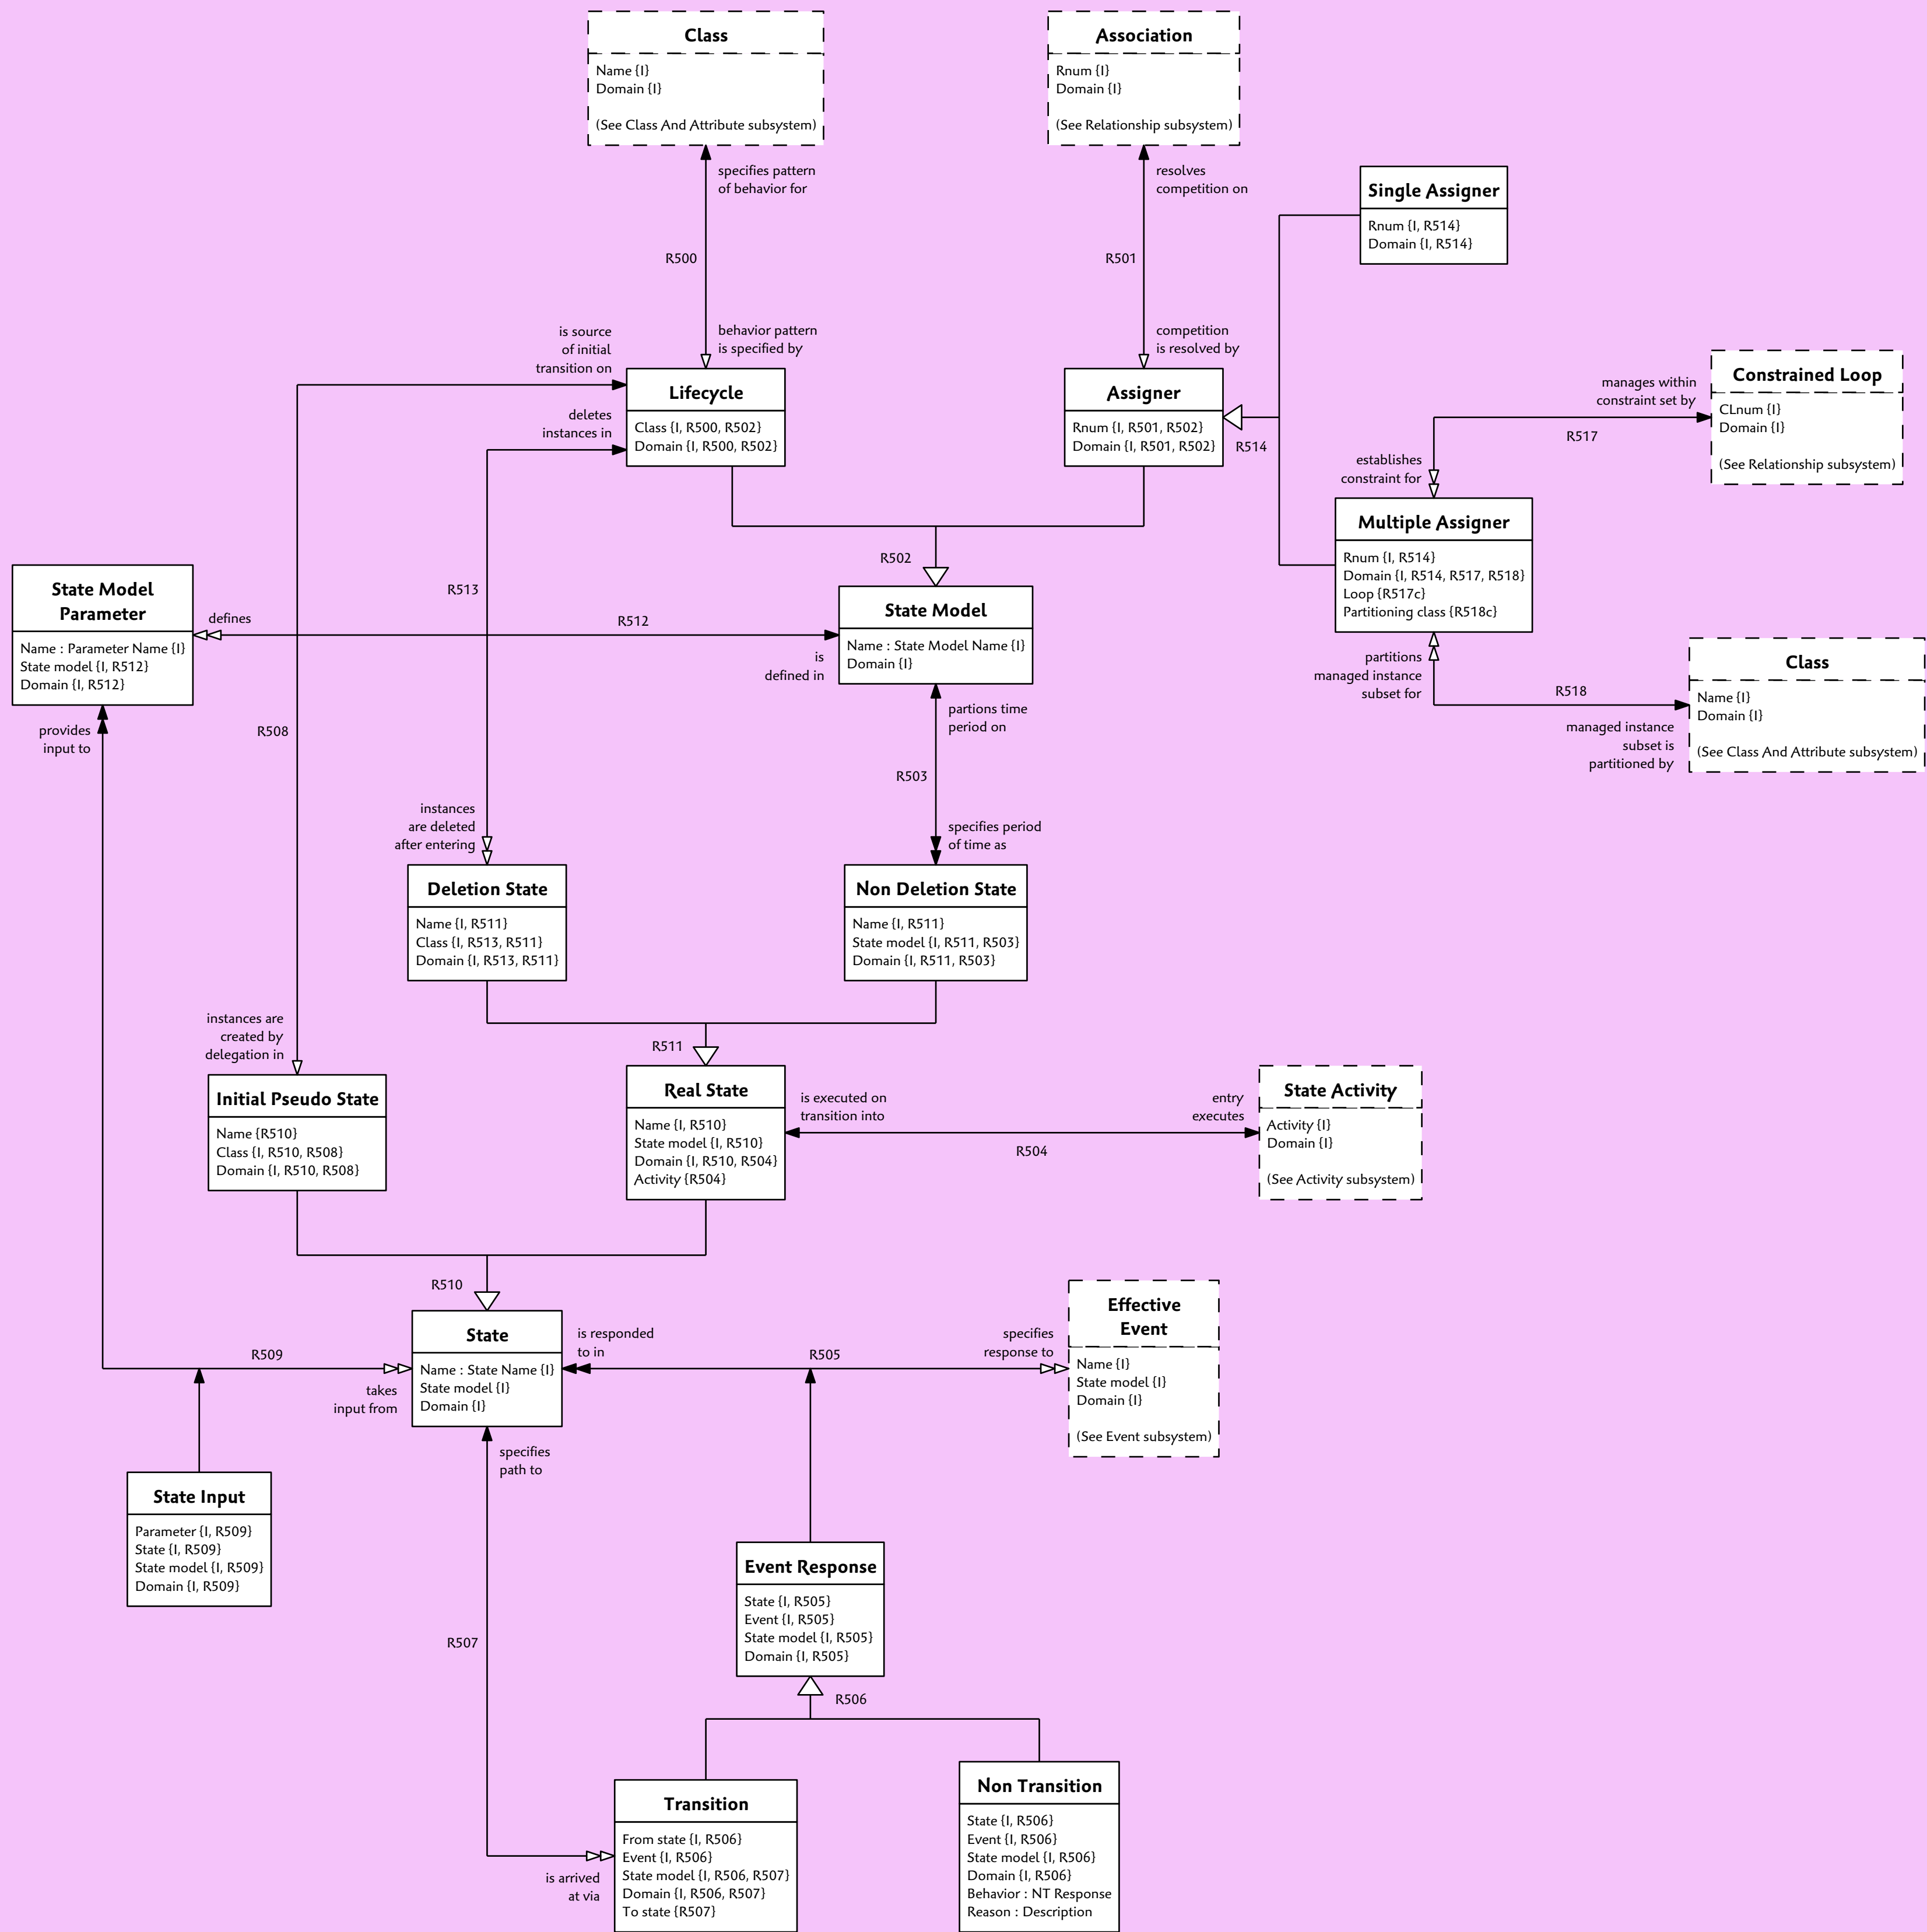 Class
Name {I}
Domain {I}
(See Class And Attribute subsystem)
Association
Rnum {I}
Domain {I}
(See Relationship subsystem)
specifies pattern
of behavior for
R500
behavior pattern
is specified by
resolves
competition on
R501
competition
is resolved by
Single Assigner
Rnum {I, R514}
Domain {I, R514}
is source
of initial
transition on
deletes
instances in
Lifecycle
Class {I, R500, R502}
Domain {I, R500, R502}
Assigner
Rnum {I, R501, R502}
Domain {I, R501, R502}
R514
manages within
constraint set by
R517
establishes
constraint for
Constrained Loop
CLnum {I}
Domain {I}
(See Relationship subsystem)
Multiple Assigner
Rnum {I, R514}
Domain {I, R514, R517, R518}
Loop {R517c}
Partitioning class {R518c}
partitions
managed instance
subset for
R518
managed instance
subset is
partitioned by
Class
Name {I}
Domain {I}
(See Class And Attribute subsystem)
R502
State Model
Name : State Model Name {I}
Domain {I}
State Model
Parameter
Name : Parameter Name {I}
State model {I, R512}
Domain {I, R512}
defines
R512
is
defined in
R513
R508
provides
input to
partions time
period on
R503
specifies period
of time as
instances
are deleted
after entering
Deletion State
Name {I, R511}
Class {I, R513, R511}
Domain {I, R513, R511}
Non Deletion State
Name {I, R511}
State model {I, R511, R503}
Domain {I, R511, R503}
instances are
created by
delegation in
R511
Initial Pseudo State
Name {R510}
Class {I, R510, R508}
Domain {I, R510, R508}
Real State
Name {I, R510}
State model {I, R510}
Domain {I, R510, R504}
Activity {R504}
is executed on
transition into
R504
entry
executes
State Activity
Activity {I}
Domain {I}
(See Activity subsystem)
R510
State
Name : State Name {I}
State model {I}
Domain {I}
R509
takes
input from
is responded
to in
R505
specifies
response to
Effective
Event
Name {I}
State model {I}
Domain {I}
(See Event subsystem)
specifies
path to
State Input
Parameter {I, R509}
State {I, R509}
State model {I, R509}
Domain {I, R509}
Event Response
State {I, R505}
Event {I, R505}
State model {I, R505}
Domain {I, R505}
R507
R506
is arrived
at via
Transition
From state {I, R506}
Event {I, R506}
State model {I, R506, R507}
Domain {I, R506, R507}
To state {R507}
Non Transition
State {I, R506}
Event {I, R506}
State model {I, R506}
Domain {I, R506}
Behavior : NT Response
Reason : Description